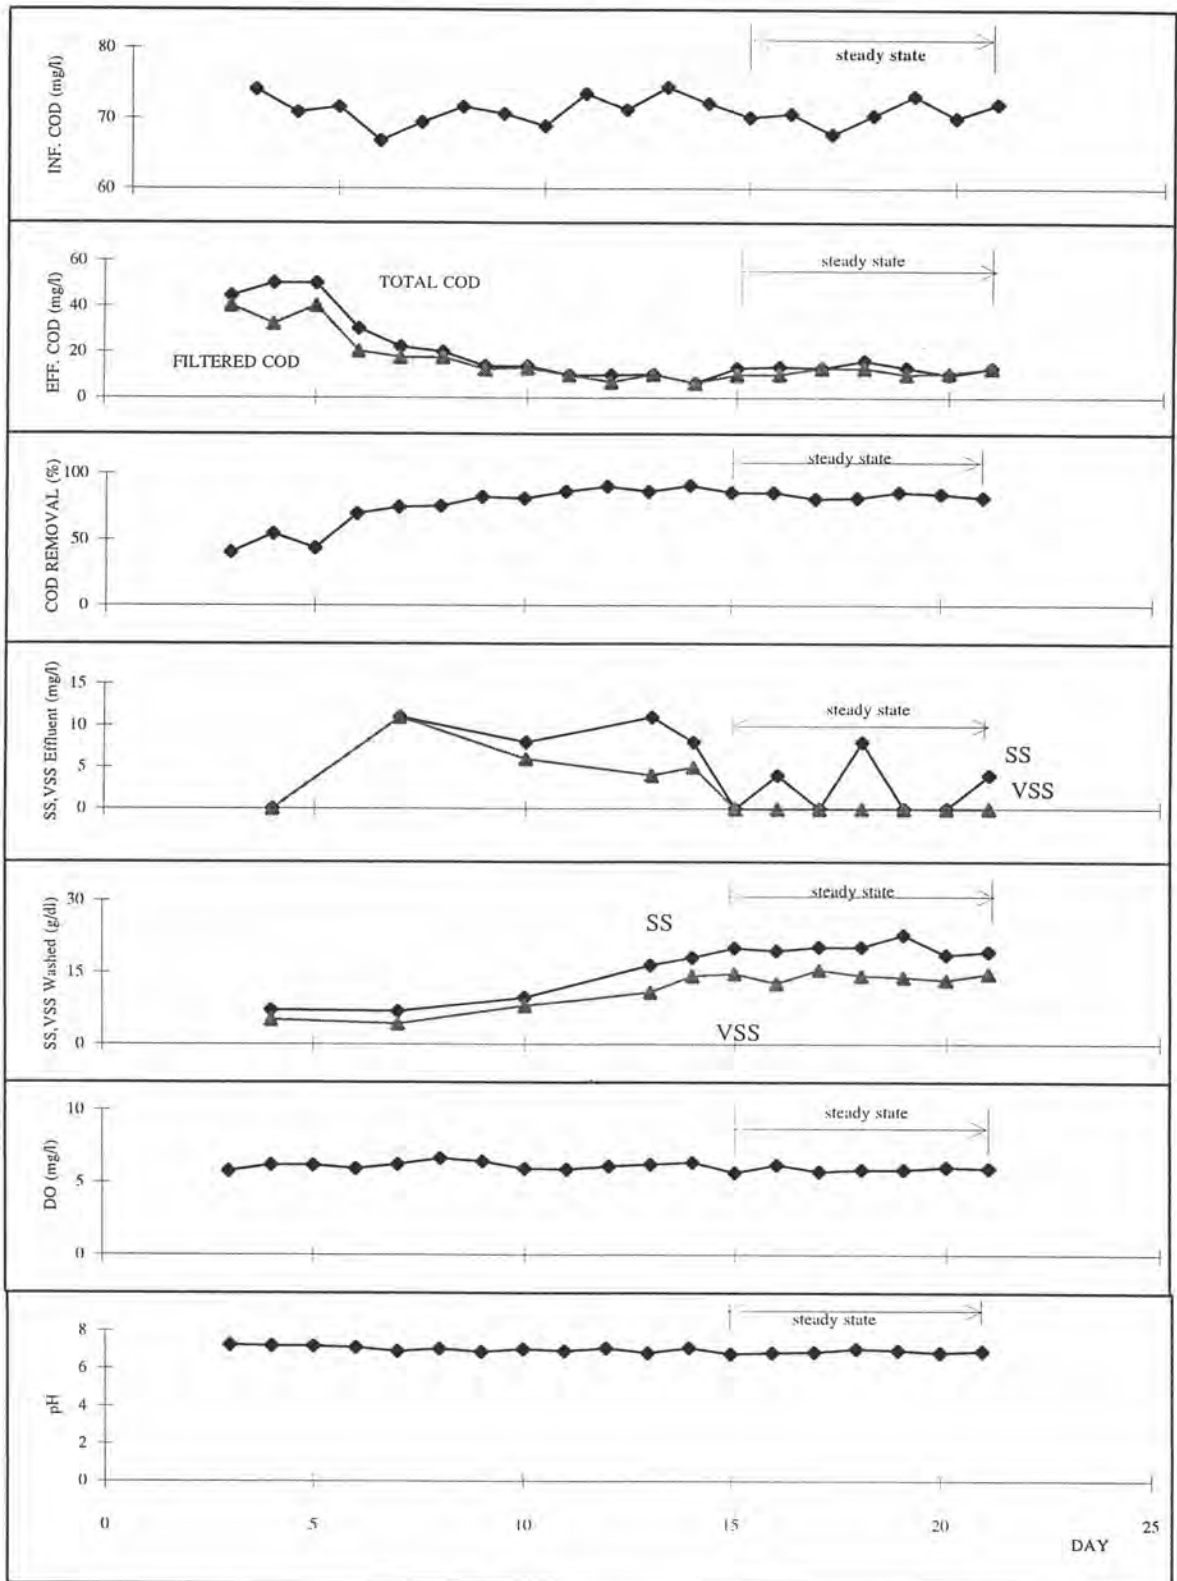 INF. COD (mg/l)
80
70
60
steady state
EFF. COD (mg/l)
60
40
20
0
TOTAL COD
FILTERED COD
steady state
COD REMOVAL (%)
100
50
0
steady state
SS,VSS Effluent (mg/l)
15
10
5
0
steady state
SS
VSS
SS,VSS Washed (g/dl)
30
15
0
SS
VSS
steady state
DO (mg/l)
10
5
0
steady state
pH
8
6
4
2
0
steady state
0 5 10 15 20 25
DAY